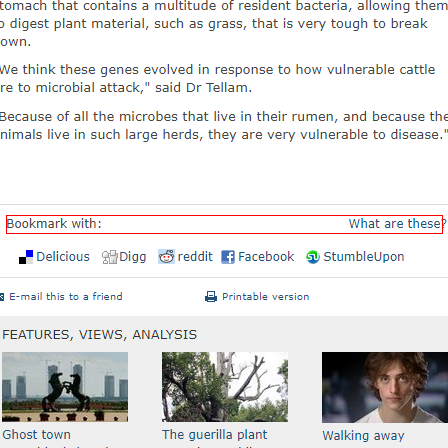 tomach that contains a multitude of resident bacteria, allowing them
o digest plant material, such as grass, that is very tough to break
own.
We think these genes evolved in response to how vulnerable cattle
re to microbial attack," said Dr Tellam.
Because of all the microbes that live in their rumen, and because the
nimals live in such large herds, they are very vulnerable to disease."
Bookmark with: What are these?
Delicious Digg reddit Facebook StumbleUpon
E-mail this to a friend Printable version
FEATURES, VIEWS, ANALYSIS
Ghost town The guerilla plant Walking away